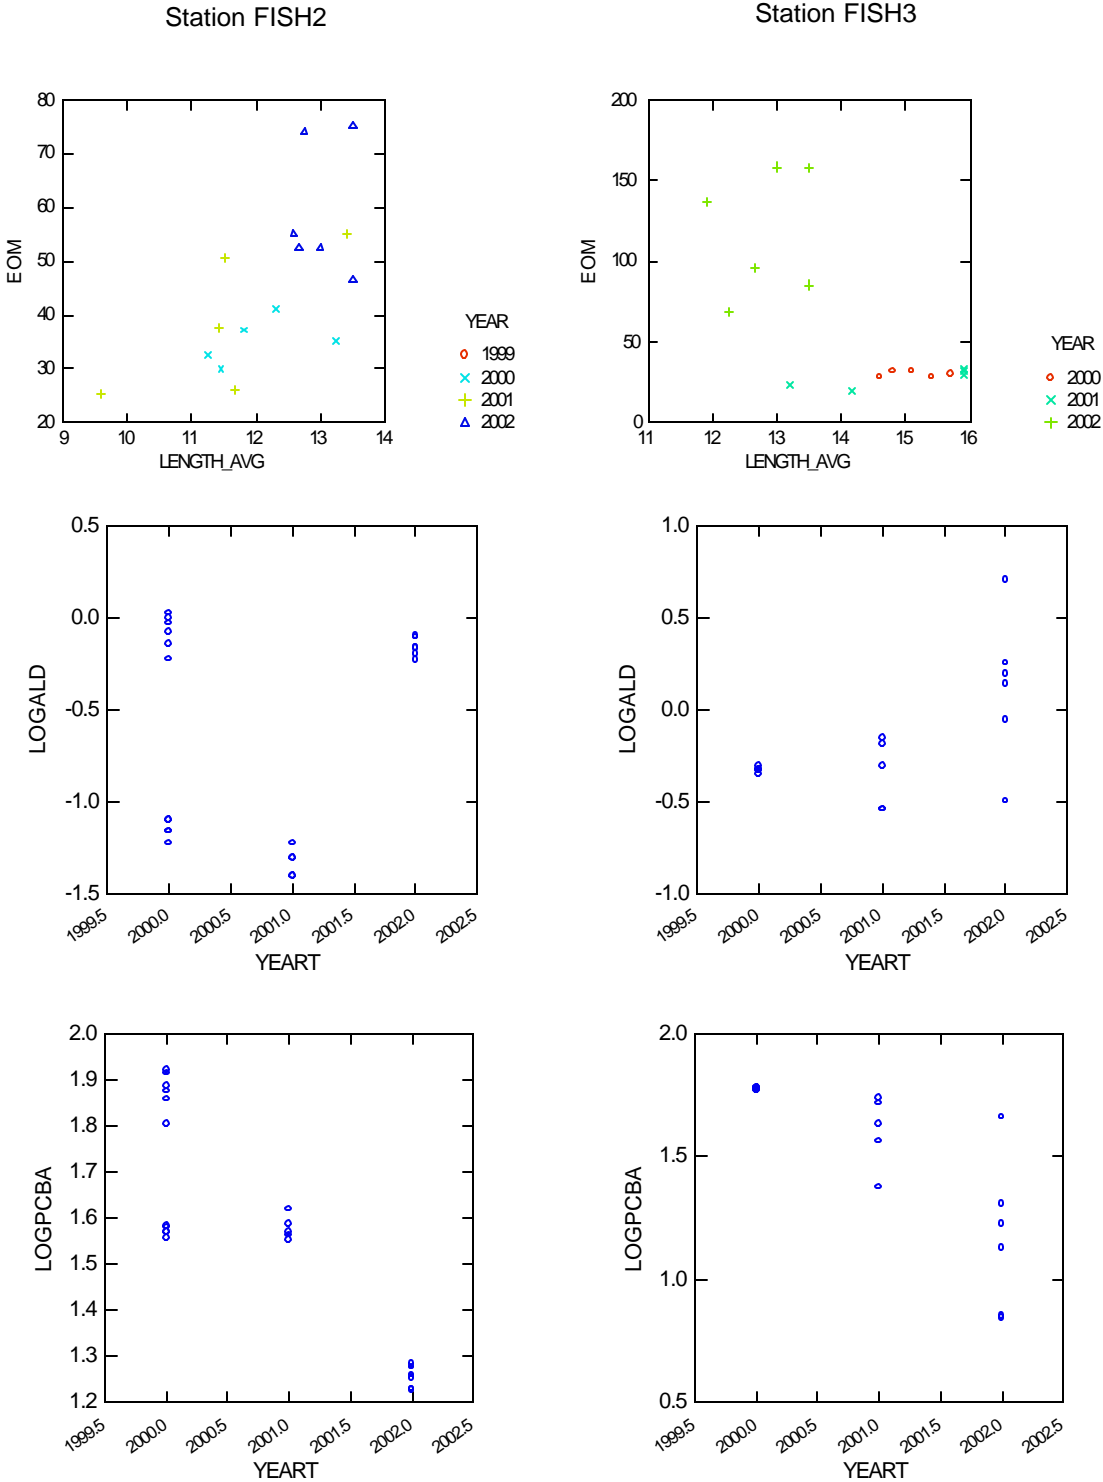 Station FISH2
Station FISH3
80
70
60
50
40
30
20
EOM
9 10 11 12 13 14
LENGTH_AVG
YEAR
1999
2000
2001
2002
200
150
100
50
0
EOM
11 12 13 14 15 16
LENGTH_AVG
YEAR
2000
2001
2002
0.5
0.0
-0.5
-1.0
-1.5
LOGALD
1999.5 2000.0 2000.5 2001.0 2001.5 2002.0 2002.5
YEART
1.0
0.5
0.0
-0.5
-1.0
LOGALD
1999.5 2000.0 2000.5 2001.0 2001.5 2002.0 2002.5
YEART
2.0
1.9
1.8
1.7
1.6
1.5
1.4
1.3
1.2
LOGPCBA
1999.5 2000.0 2000.5 2001.0 2001.5 2002.0 2002.5
YEART
2.0
1.5
1.0
0.5
LOGPCBA
1999.5 2000.0 2000.5 2001.0 2001.5 2002.0 2002.5
YEART